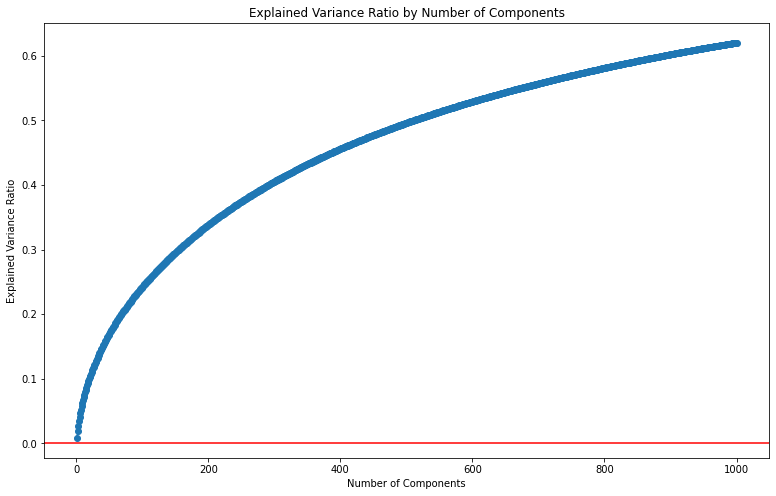 Explained Variance Ratio by Number of Components
Explained Variance Ratio
0.6
0.5
0.4
0.3
0.2
0.1
0.0
0 200 400 600 800 1000
Number of Components